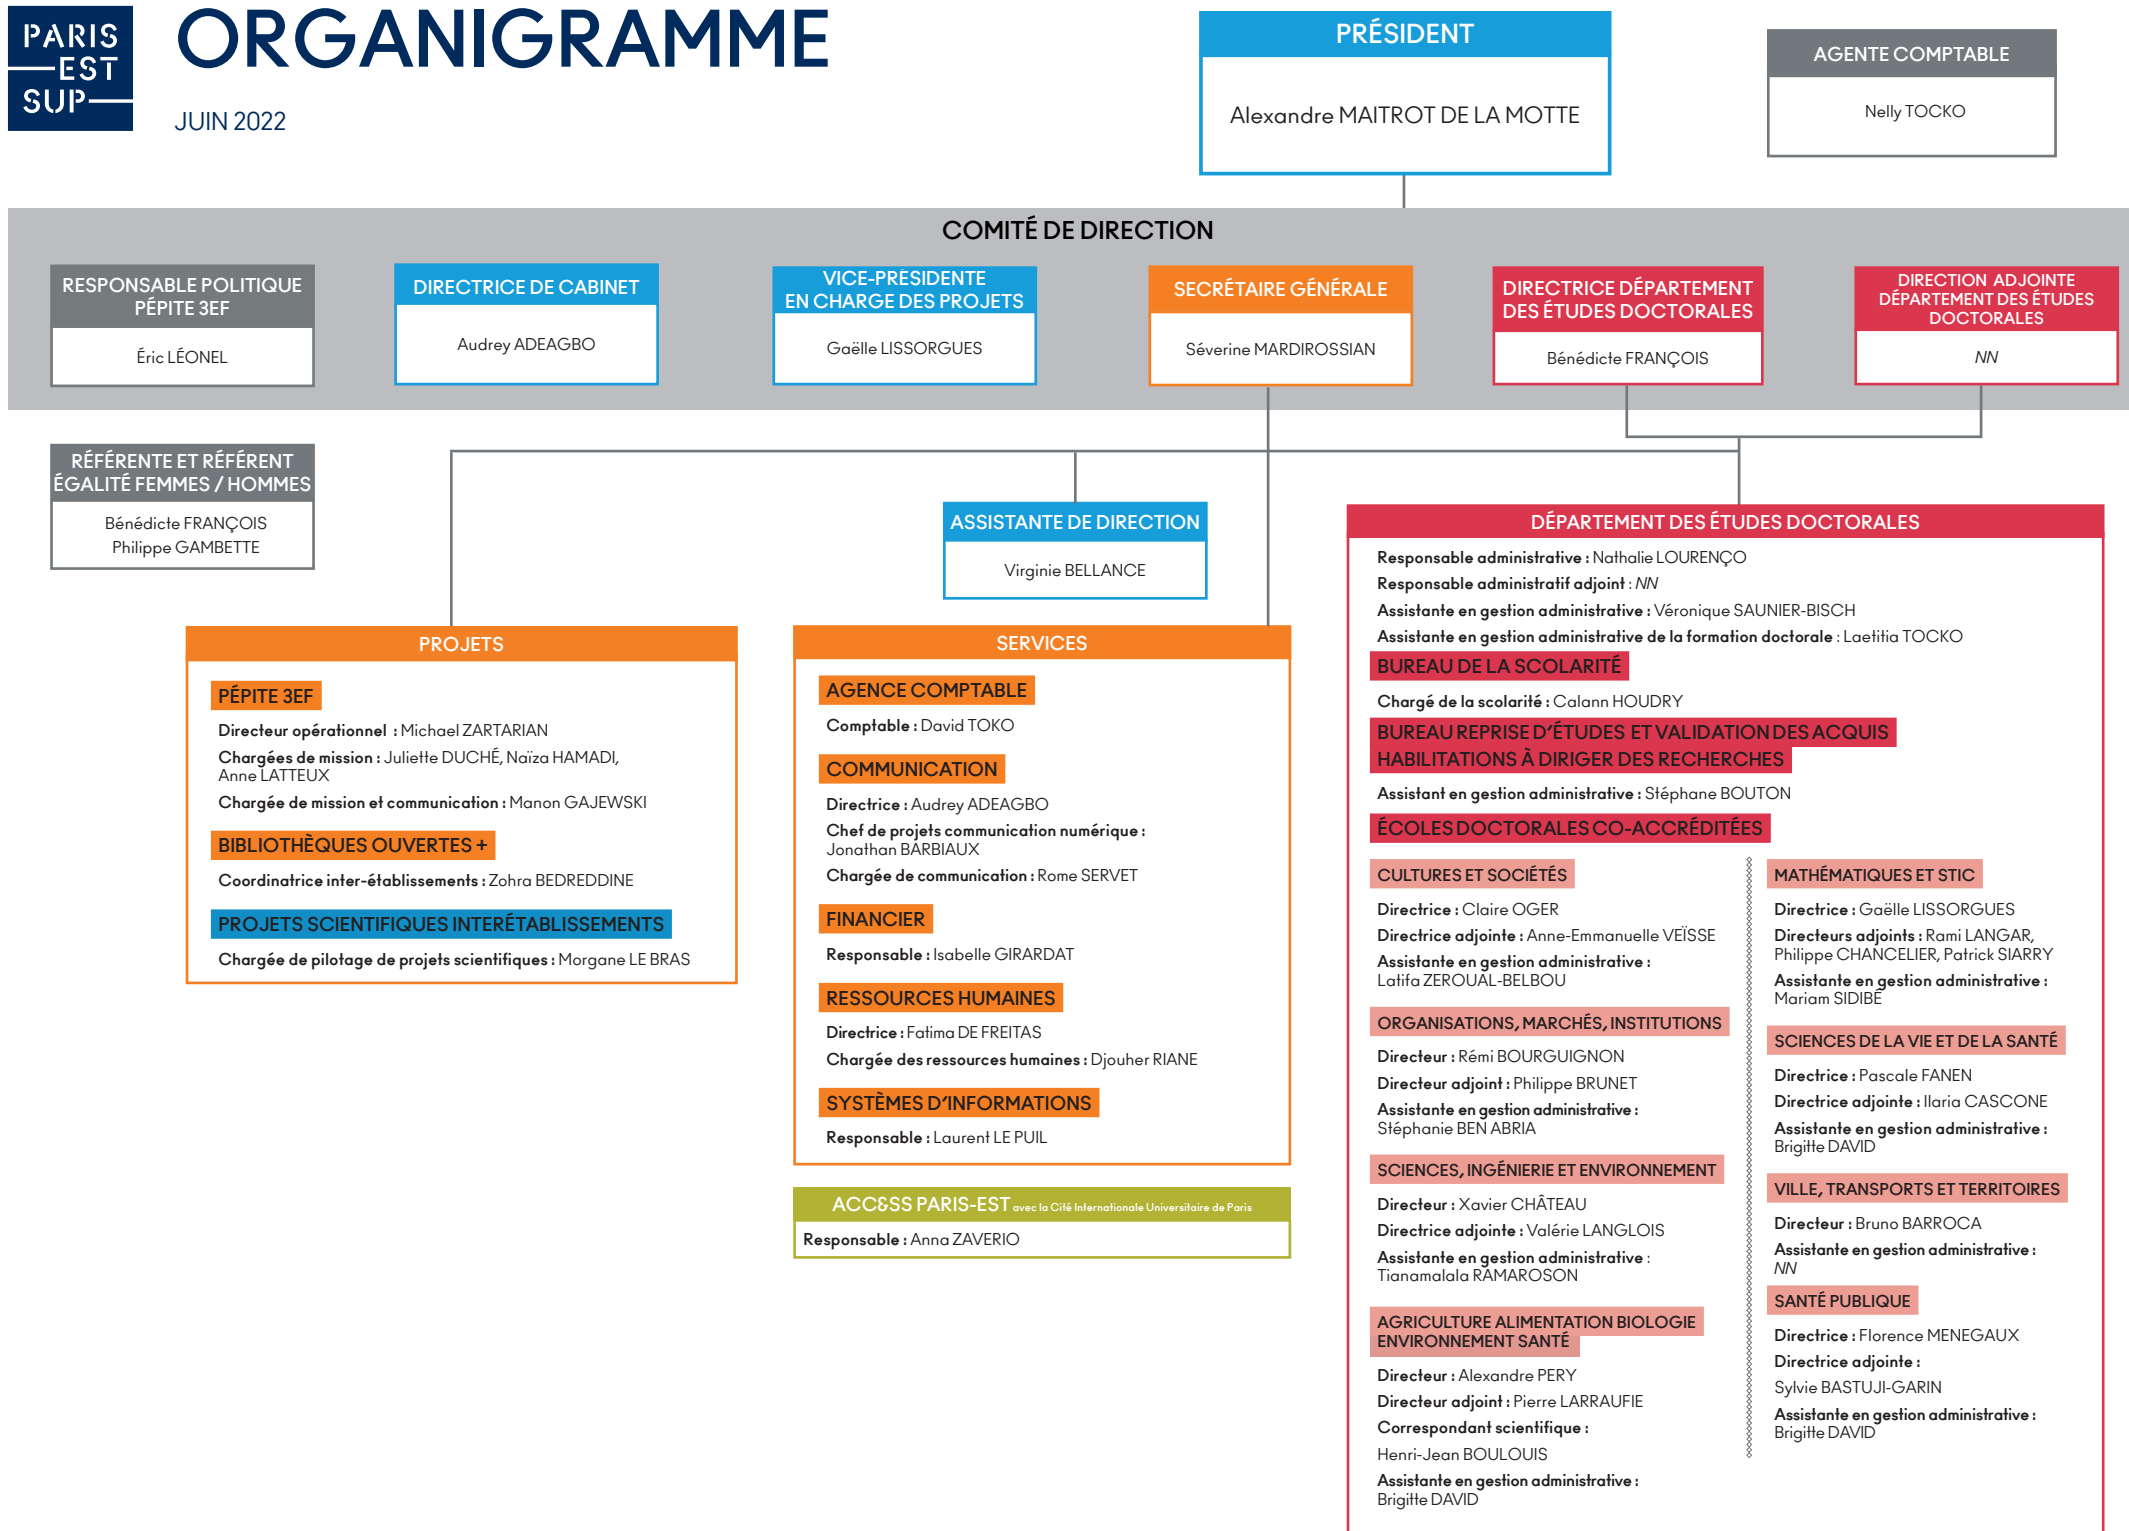 PARIS
EST
SUP
ORGANIGRAMME
JUIN 2022
PRÉSIDENT
Alexandre MAITROT DE LA MOTTE
AGENTE COMPTABLE
Nelly TOCKO
COMITÉ DE DIRECTION
RESPONSABLE POLITIQUE
PÉPITE 3EF
Éric LÉONEL
DIRECTRICE DE CABINET
Audrey ADEAGBO
VICE-PRÉSIDENTE
EN CHARGE DES PROJETS
Gaëlle LISSORGUES
SECRÉTAIRE GÉNÉRALE
Séverine MARDIROSSIAN
DIRECTRICE DÉPARTEMENT
DES ÉTUDES DOCTORALES
Bénédicte FRANÇOIS
DIRECTION ADJOINTE
DÉPARTEMENT DES ÉTUDES
DOCTORALES
NN
RÉFÉRENTE ET RÉFÉRENT
ÉGALITÉ FEMMES / HOMMES
Bénédicte FRANÇOIS
Philippe GAMBETTE
ASSISTANTE DE DIRECTION
Virginie BELLANCE
PROJETS
PÉPITE 3EF
Directeur opérationnel : Michael ZARTARIAN
Chargées de mission : Juliette DUCHÉ, Naïza HAMADI,
Anne LATTEUX
Chargée de mission et communication : Manon GAJEWSKI
BIBLIOTHÈQUES OUVERTES +
Coordinatrice inter-établissements : Zohra BEDREDDINE
PROJETS SCIENTIFIQUES INTERÉTABLISSEMENTS
Chargée de pilotage de projets scientifiques : Morgane LE BRAS
SERVICES
AGENCE COMPTABLE
Comptable : David TOKO
COMMUNICATION
Directrice : Audrey ADEAGBO
Chef de projets communication numérique :
Jonathan BARBIAUX
Chargée de communication : Rome SERVET
FINANCIER
Responsable : Isabelle GIRARDAT
RESSOURCES HUMAINES
Directrice : Fatima DE FREITAS
Chargée des ressources humaines : Djouher RIANE
SYSTÈMES D'INFORMATIONS
Responsable : Laurent LE PUIL
ACC&SS PARIS-EST avec la Cité Internationale Universitaire de Paris
Responsable : Anna ZAVERIO
DÉPARTEMENT DES ÉTUDES DOCTORALES
Responsable administrative : Nathalie LOURENÇO
Responsable administratif adjoint : NN
Assistante en gestion administrative : Véronique SAUNIER-BISCH
Assistante en gestion administrative de la formation doctorale : Laetitia TOCKO
BUREAU DE LA SCOLARITÉ
Chargé de la scolarité : Calann HOUDRY
BUREAU REPRISE D'ÉTUDES ET VALIDATION DES ACQUIS
HABILITATIONS À DIRIGER DES RECHERCHES
Assistant en gestion administrative : Stéphane BOUTON
ÉCOLES DOCTORALES CO-ACCRÉDITÉES
CULTURES ET SOCIÉTÉS
Directrice : Claire OGER
Directrice adjointe : Anne-Emmanuelle VEÏSSE
Assistante en gestion administrative :
Latifa ZEROUAL-BELBOU
ORGANISATIONS, MARCHÉS, INSTITUTIONS
Directeur : Rémi BOURGUIGNON
Directeur adjoint : Philippe BRUNET
Assistante en gestion administrative :
Stéphanie BEN ABRIA
SCIENCES, INGÉNIERIE ET ENVIRONNEMENT
Directeur : Xavier CHÂTEAU
Directrice adjointe : Valérie LANGLOIS
Assistante en gestion administrative :
Tianamalala RAMAROSON
AGRICULTURE ALIMENTATION BIOLOGIE
ENVIRONNEMENT SANTÉ
Directeur : Alexandre PERY
Directeur adjoint : Pierre LARRAUFIE
Correspondant scientifique :
Henri-Jean BOULOUIS
Assistante en gestion administrative :
Brigitte DAVID
MATHÉMATIQUES ET STIC
Directrice : Gaëlle LISSORGUES
Directeurs adjoints : Rami LANGAR,
Philippe CHANCELIER, Patrick SIARRY
Assistante en gestion administrative :
Mariam SIDIBÉ
SCIENCES DE LA VIE ET DE LA SANTÉ
Directrice : Pascale FANEN
Directrice adjointe : Ilaria CASCONE
Assistante en gestion administrative :
Brigitte DAVID
VILLE, TRANSPORTS ET TERRITOIRES
Directeur : Bruno BARROCA
Assistante en gestion administrative :
NN
SANTÉ PUBLIQUE
Directrice : Florence MENEGAUX
Directrice adjointe :
Sylvie BASTUJI-GARIN
Assistante en gestion administrative :
Brigitte DAVID